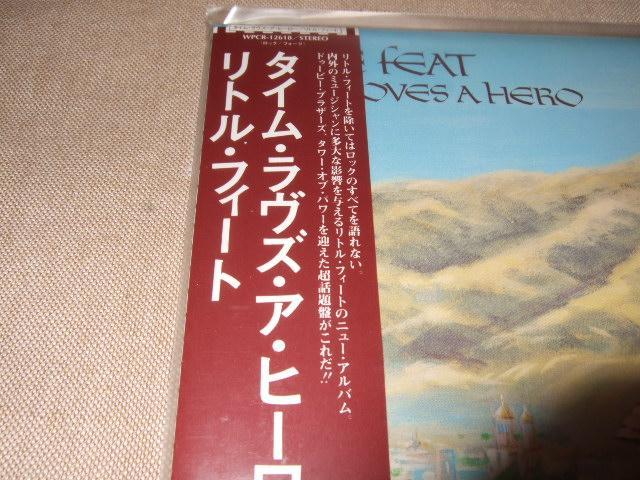 WPCR-12618/STEREO
タイム・ラヴズ・ア・ヒーロ
リトル・フィート
リトル・フィートを除いてはロックのすべてを語れない。
内外のミュージシャンに多大な影響を与えるリトル・フィートのニュー・アルバム。
ドゥービー・ブラザーズ、タワー・オブ・パワーを迎えた超話題盤がこれだ!!
E FEAT
OVES A HERO